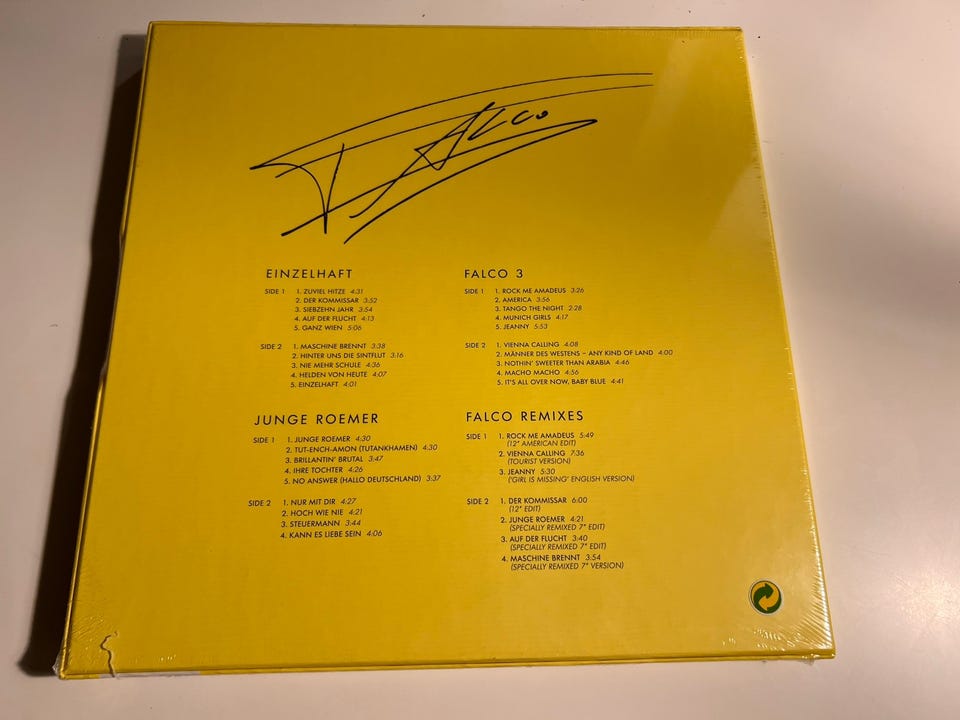 FALCO
EINZELHAFT
SIDE 1 1. ZUVIEL HITZE 4:31
2. DER KOMMISSAR 3:52
3. SIEBZEHN JAHR 3:54
4. AUF DER FLUCHT 4:13
5. GANZ WIEN 5:06
SIDE 2 1. MASCHINE BRENNT 3:38
2. HINTER UNS DIE SINTFLUT 3:16
3. NIE MEHR SCHULE 4:36
4. HELDEN VON HEUTE 4:07
5. EINZELHAFT 4:01
JUNGE ROEMER
SIDE 1 1. JUNGE ROEMER 4:30
2. TUT-ENCH-AMON (TUTANKHAMEN) 4:30
3. BRILLANTIN' BRUTAL 3:47
4. IHRE TOCHTER 4:26
5. NO ANSWER (HALLO DEUTSCHLAND) 3:37
SIDE 2 1. NUR MIT DIR 4:27
2. HOCH WIE NIE 4:21
3. STEUERMANN 3:44
4. KANN ES LIEBE SEIN 4:06
FALCO 3
SIDE 1 1. ROCK ME AMADEUS 3:26
2. AMERICA 3:56
3. TANGO THE NIGHT 2:28
4. MUNICH GIRLS 4:17
5. JEANNY 5:53
SIDE 2 1. VIENNA CALLING 4:08
2. MÄNNER DES WESTENS – ANY KIND OF LAND 4:00
3. NOTHIN' SWEETER THAN ARABIA 4:46
4. MACHO MACHO 4:56
5. IT'S ALL OVER NOW, BABY BLUE 4:41
FALCO REMIXES
SIDE 1 1. ROCK ME AMADEUS 5:49
(12" AMERICAN EDIT)
2. VIENNA CALLING 7:36
(TOURIST VERSION)
3. JEANNY 5:30
('GIRL IS MISSING' ENGLISH VERSION)
SIDE 2 1. DER KOMMISSAR 6:00
(12" EDIT)
2. JUNGE ROEMER 4:21
(SPECIALLY REMIXED 7" EDIT)
3. AUF DER FLUCHT 3:40
(SPECIALLY REMIXED 7" EDIT)
4. MASCHINE BRENNT 3:54
(SPECIALLY REMIXED 7" VERSION)